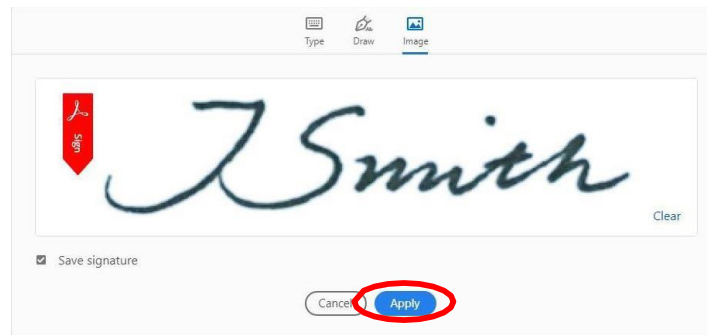 Type Draw Image
Sign
J Smith
Clear
Save signature
Cancel Apply